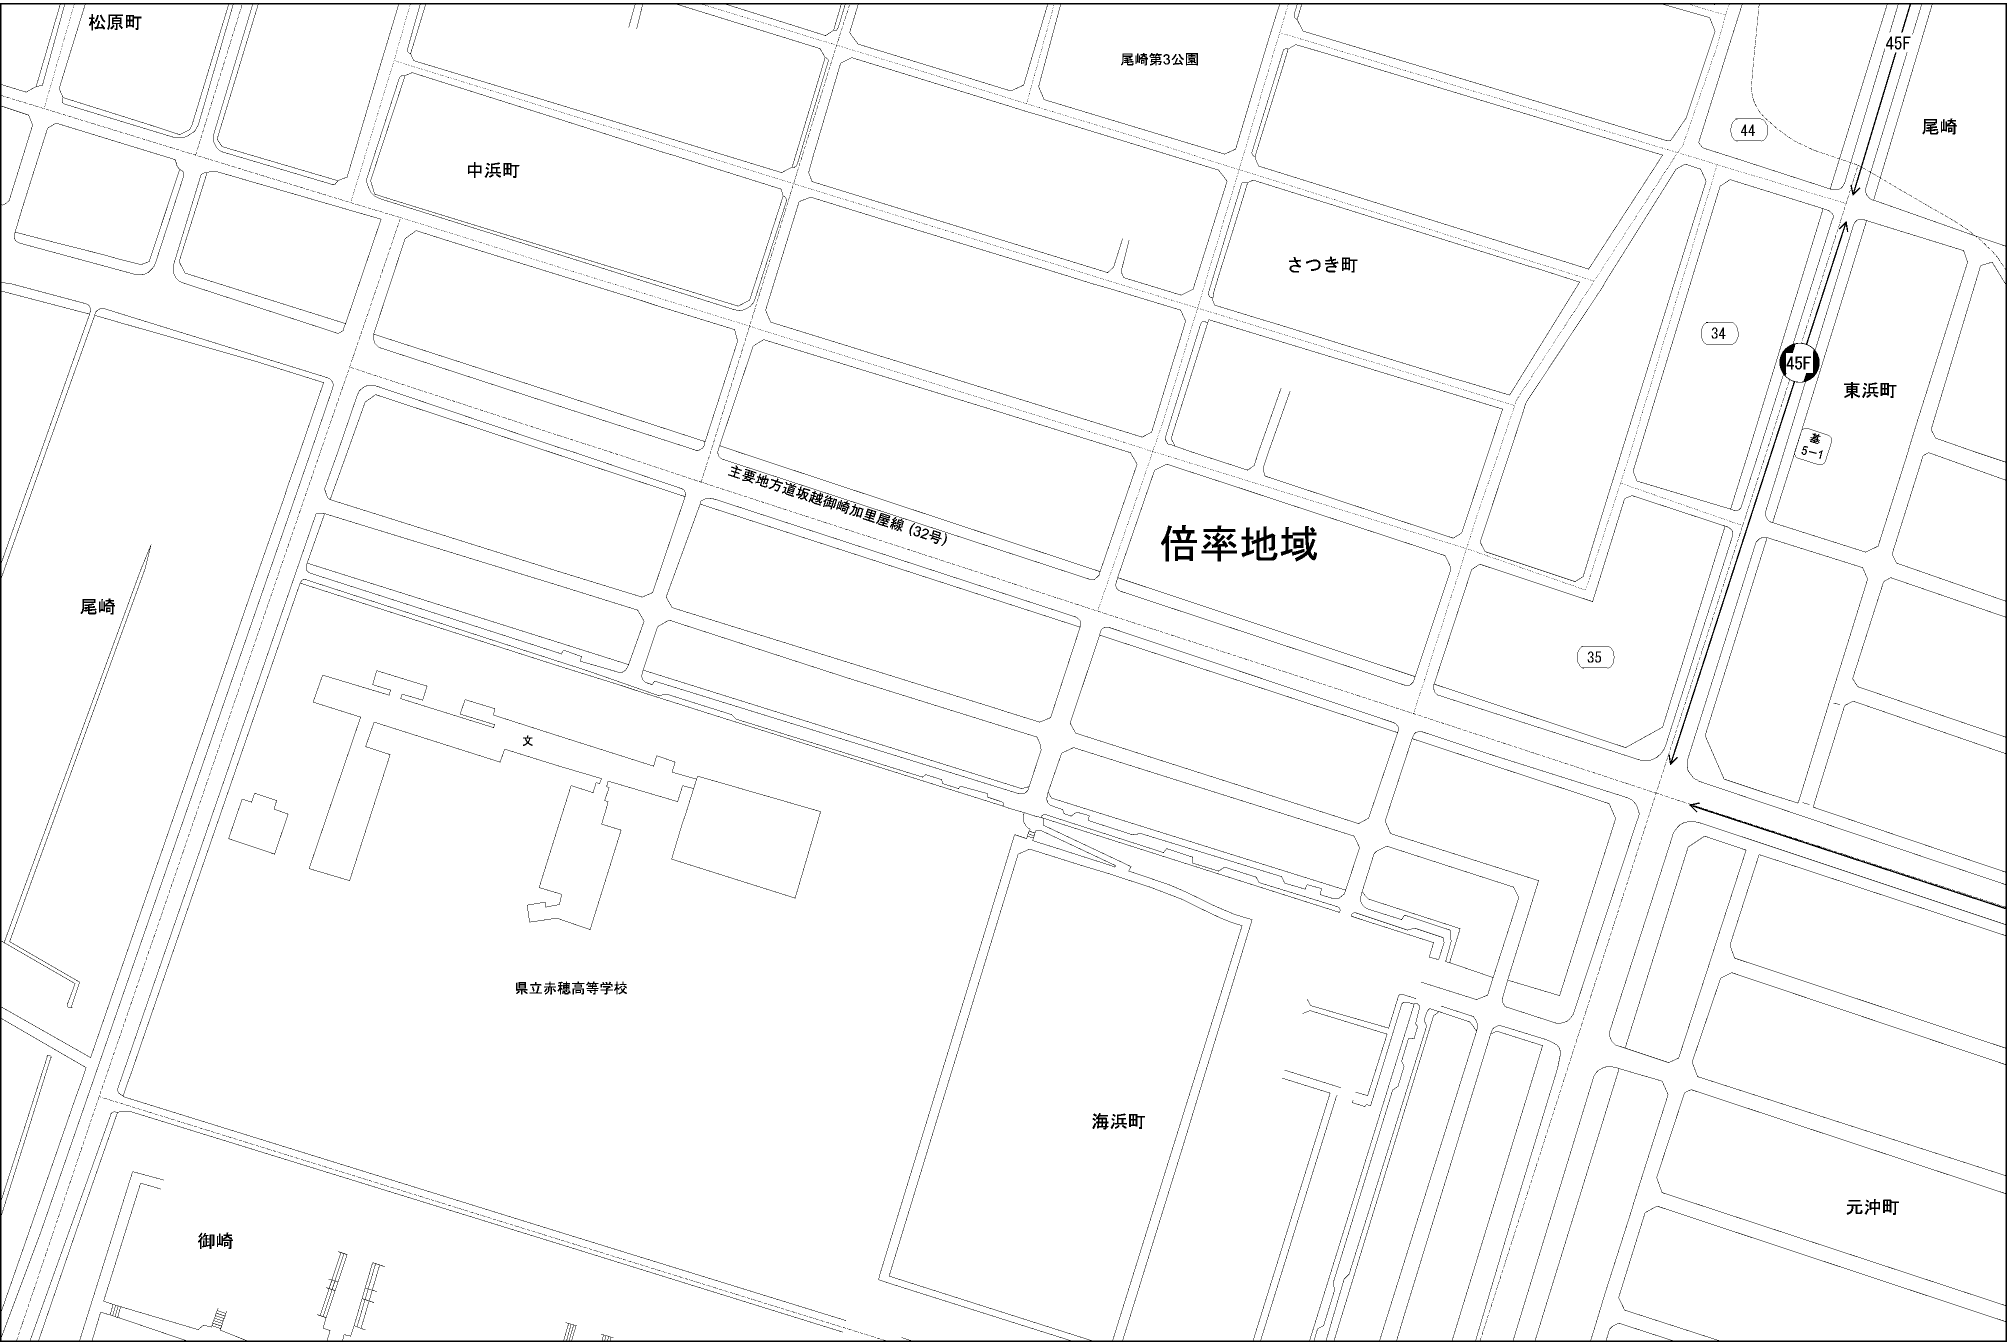 松原町
45F
尾崎第3公園
44
尾崎
中浜町
さつき町
34
45F
東浜町
基
5-1
主要地方道坂越御崎加里屋線 (32号)
倍率地域
尾崎
35
文
県立赤穂高等学校
海浜町
元沖町
御崎